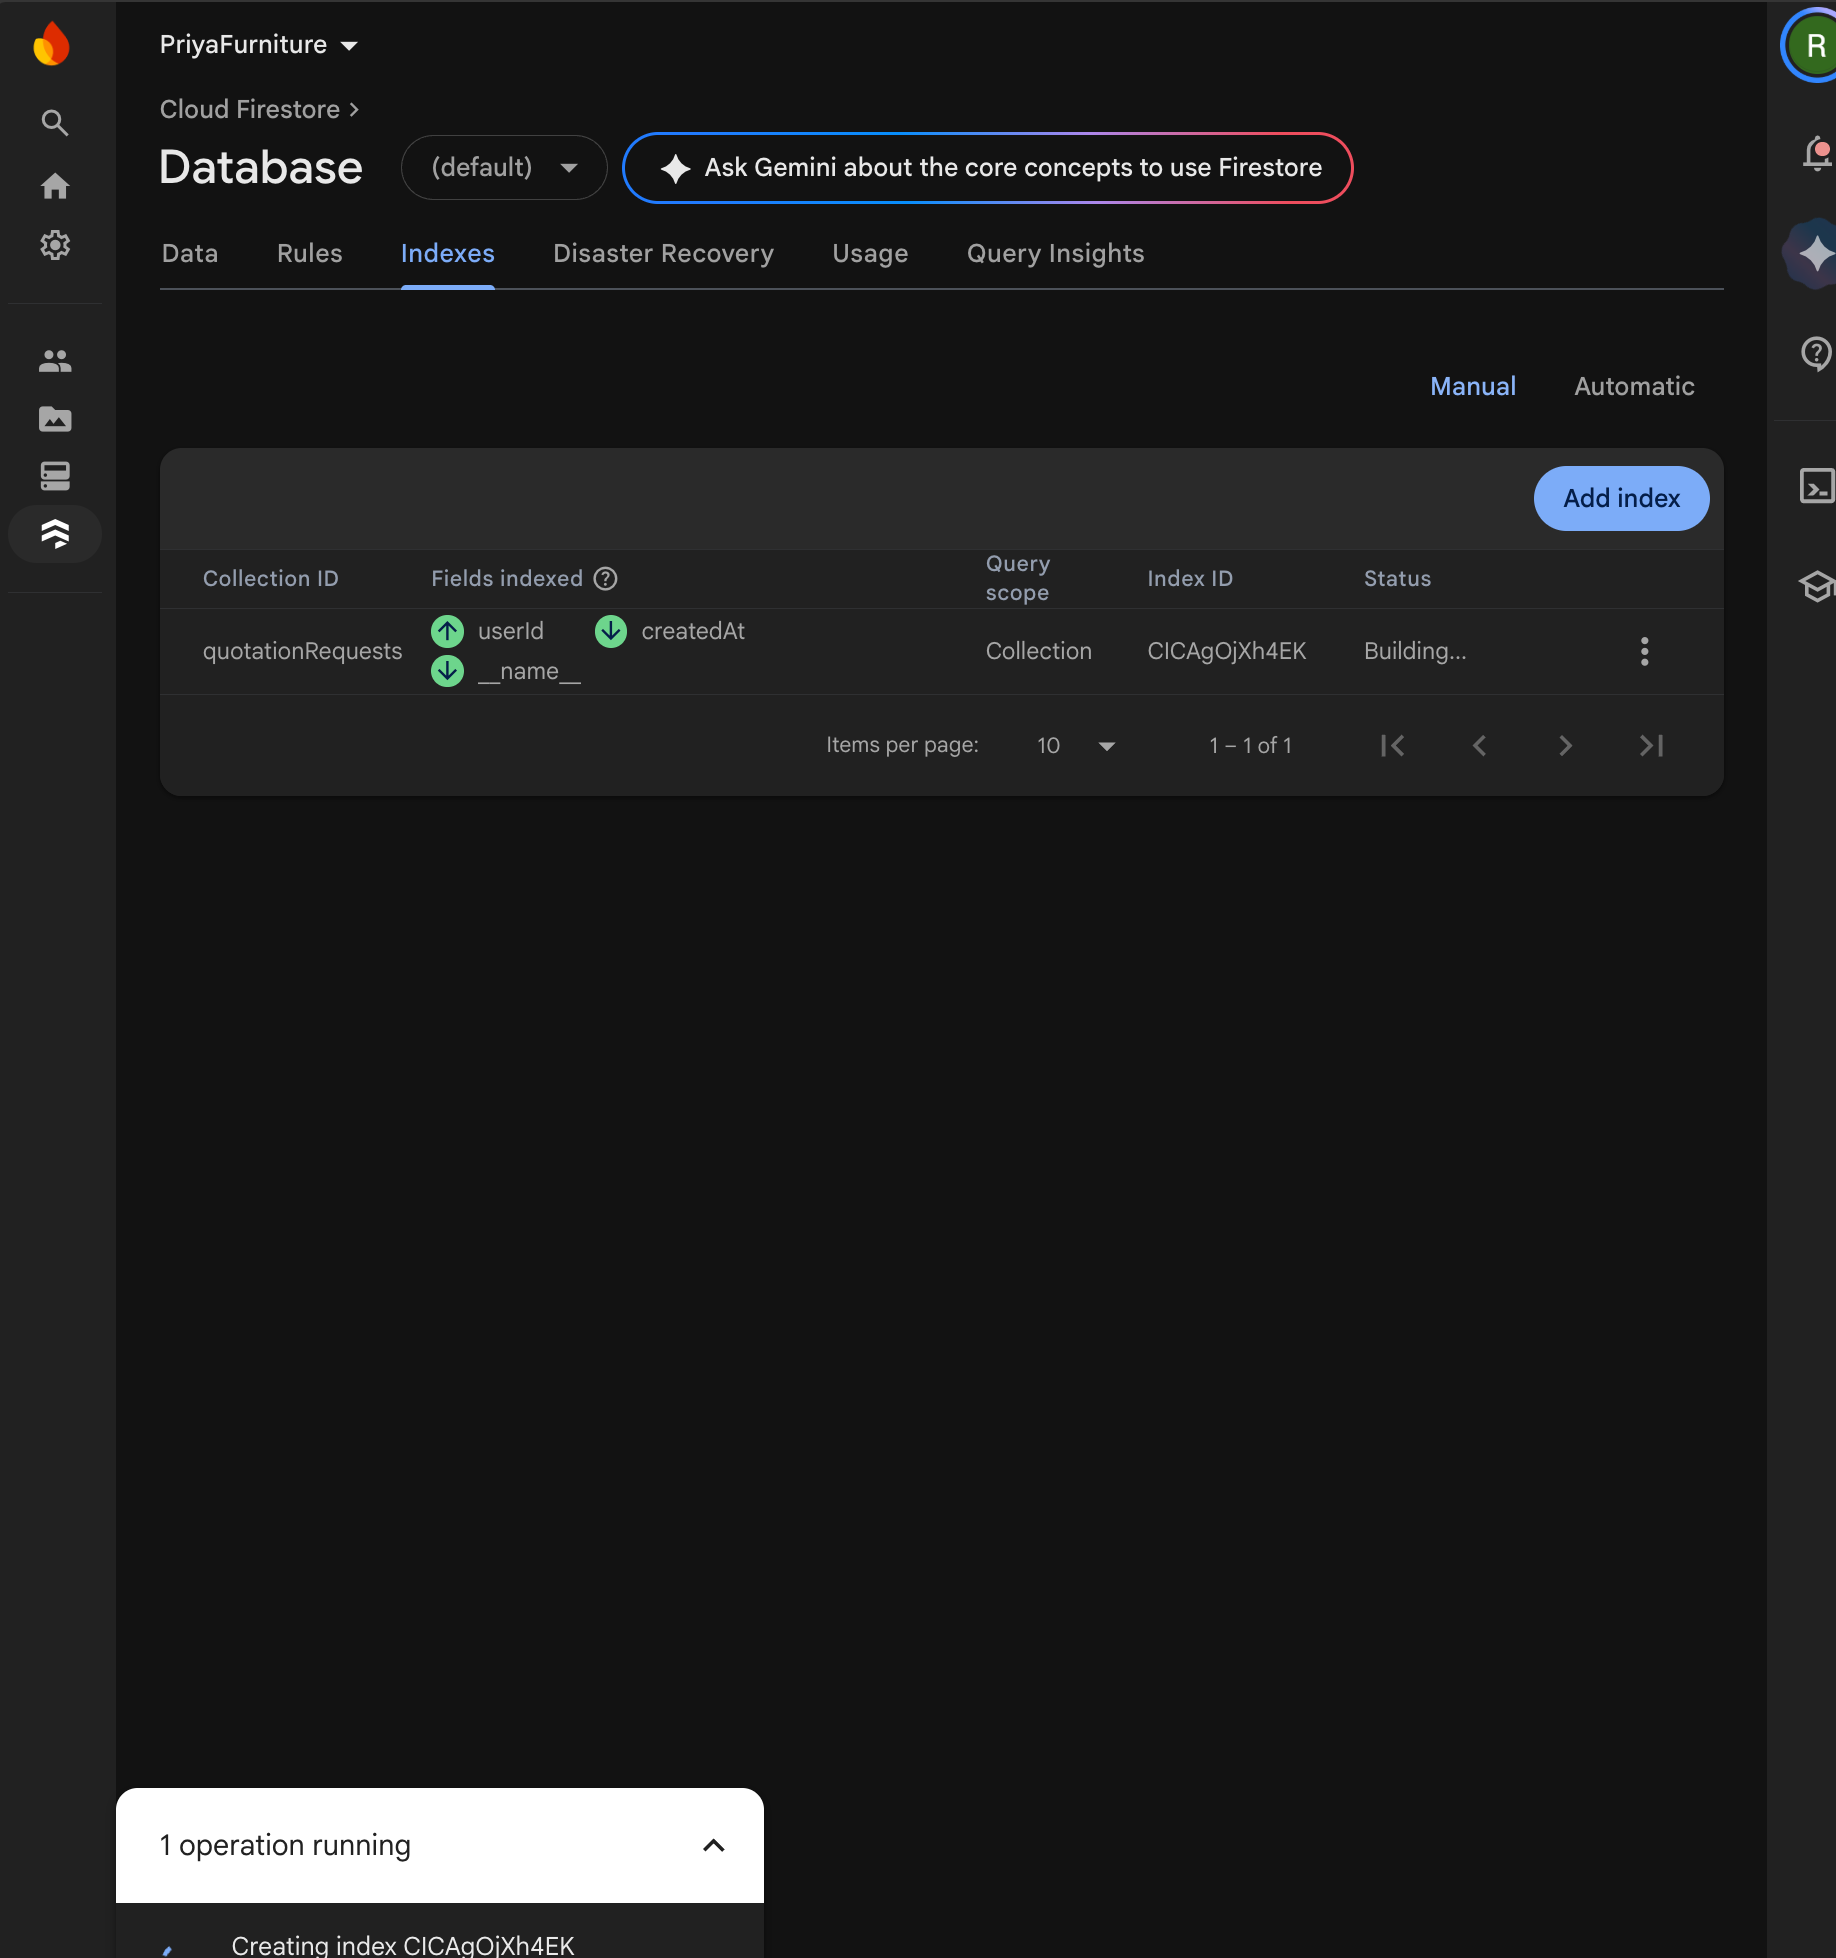 PriyaFurniture
R
Cloud Firestore
Database
(default)
Ask Gemini about the core concepts to use Firestore
Data Rules Indexes Disaster Recovery Usage Query Insights
Manual Automatic
Add index
Collection ID Fields indexed Query scope Index ID Status
quotationRequests userId createdAt __name__ Collection CICAgOjXh4EK Building...
Items per page: 10 1 – 1 of 1
1 operation running
Creating index CICAgOjXh4EK